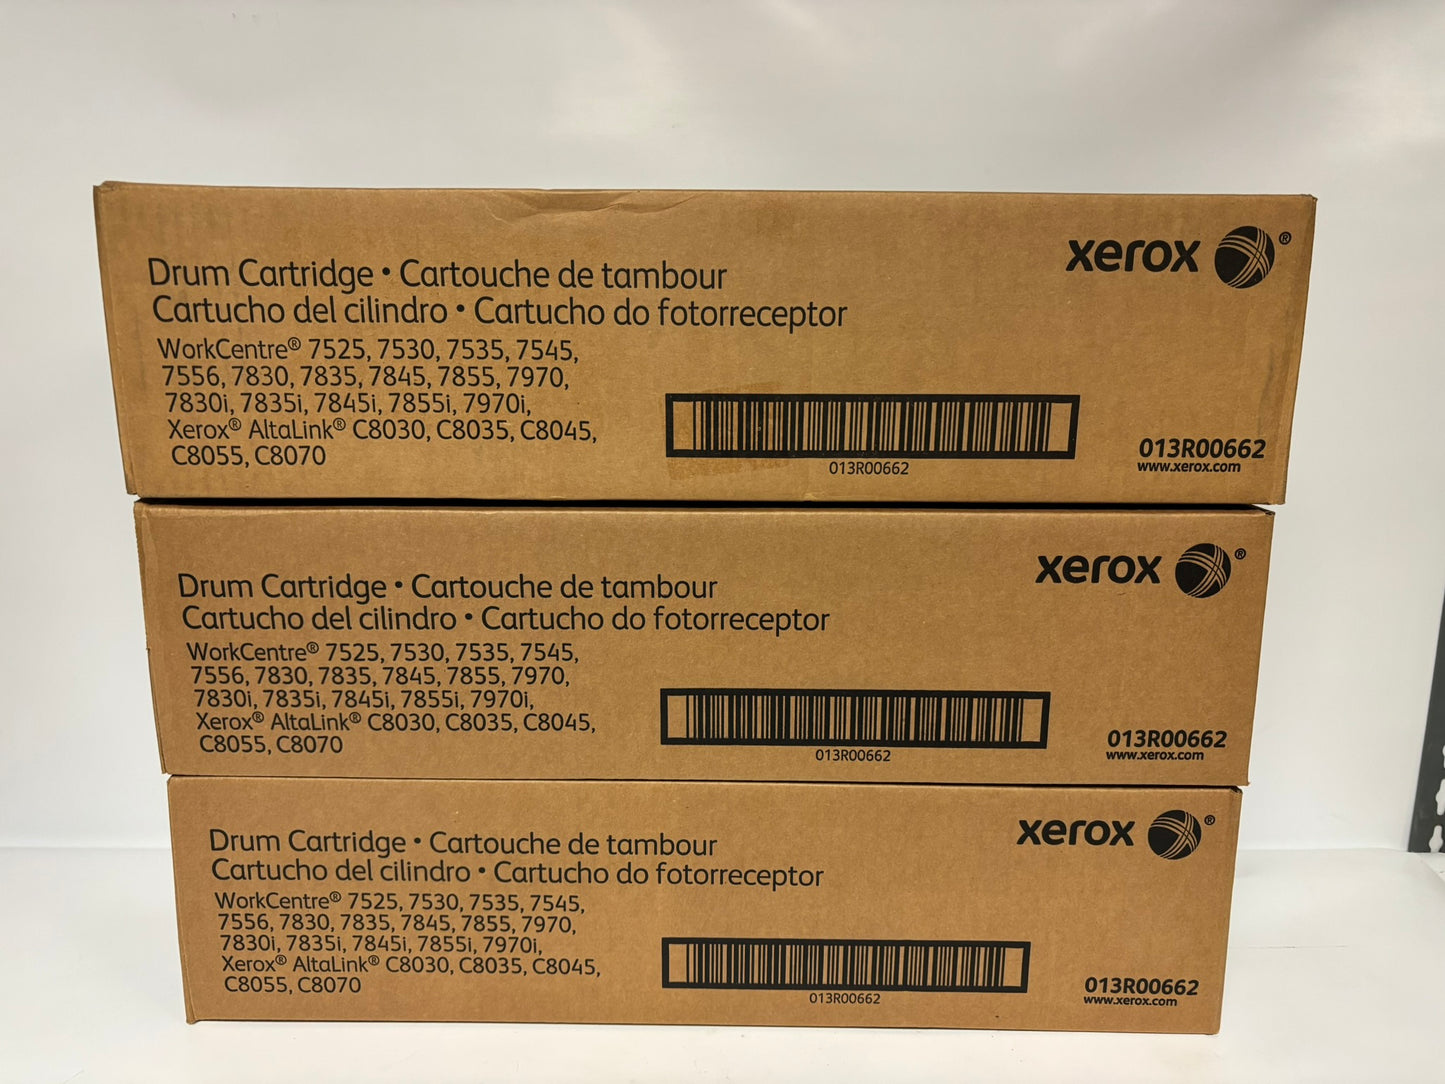 xerox ®
Drum Cartridge • Cartouche de tambour
Cartucho del cilindro • Cartucho do fotorreceptor
WorkCentre® 7525, 7530, 7535, 7545,
7556, 7830, 7835, 7845, 7855, 7970,
7830i, 7835i, 7845i, 7855i, 7970i,
Xerox® AltaLink® C8030, C8035, C8045,
C8055, C8070
013R00662
013R00662
www.xerox.com
xerox ®
Drum Cartridge • Cartouche de tambour
Cartucho del cilindro • Cartucho do fotorreceptor
WorkCentre® 7525, 7530, 7535, 7545,
7556, 7830, 7835, 7845, 7855, 7970,
7830i, 7835i, 7845i, 7855i, 7970i,
Xerox® AltaLink® C8030, C8035, C8045,
C8055, C8070
013R00662
013R00662
www.xerox.com
xerox ®
Drum Cartridge • Cartouche de tambour
Cartucho del cilindro • Cartucho do fotorreceptor
WorkCentre® 7525, 7530, 7535, 7545,
7556, 7830, 7835, 7845, 7855, 7970,
7830i, 7835i, 7845i, 7855i, 7970i,
Xerox® AltaLink® C8030, C8035, C8045,
C8055, C8070
013R00662
013R00662
www.xerox.com